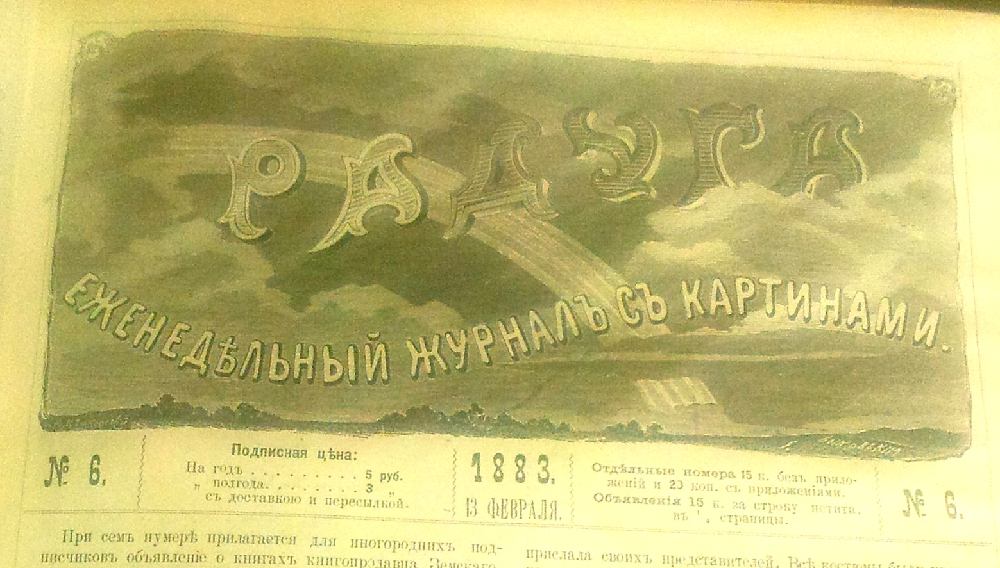 РАДУГА
ЕЖЕНЕДѢЛЬНЫЙ ЖУРНАЛЪ СЪ КАРТИНАМИ.
№ 6.
Подписная цѣна:
На годъ . . . . . . . . . . 5 руб.
„ полгода. . . . . . . . 3 „
съ доставкою и пересылкой.
1883.
13 ФЕВРАЛЯ.
Отдѣльные номера 15 к. безъ прило-
женій и 20 коп. съ приложеніями.
Объявленія 15 к. за строку петита,
въ страницы.
№ 6.
При семъ нумерѣ прилагается для иногороднихъ под-
писчиковъ объявленіе о книгахъ книгопродавца Земскаго
прислала своихъ представителей. Всѣ костюмы